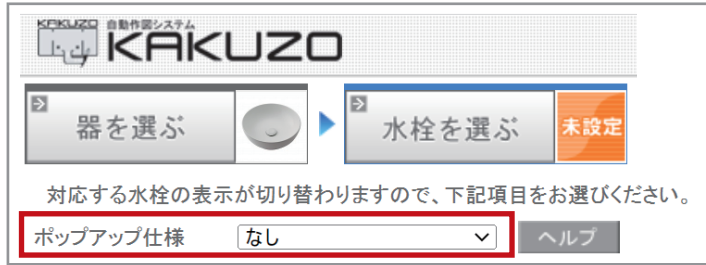 KAKUZO 自動作図システム
KAKUZO
器を選ぶ
水栓を選ぶ 未設定
対応する水栓の表示が切り替わりますので、下記項目をお選びください。
ポップアップ仕様 なし ヘルプ